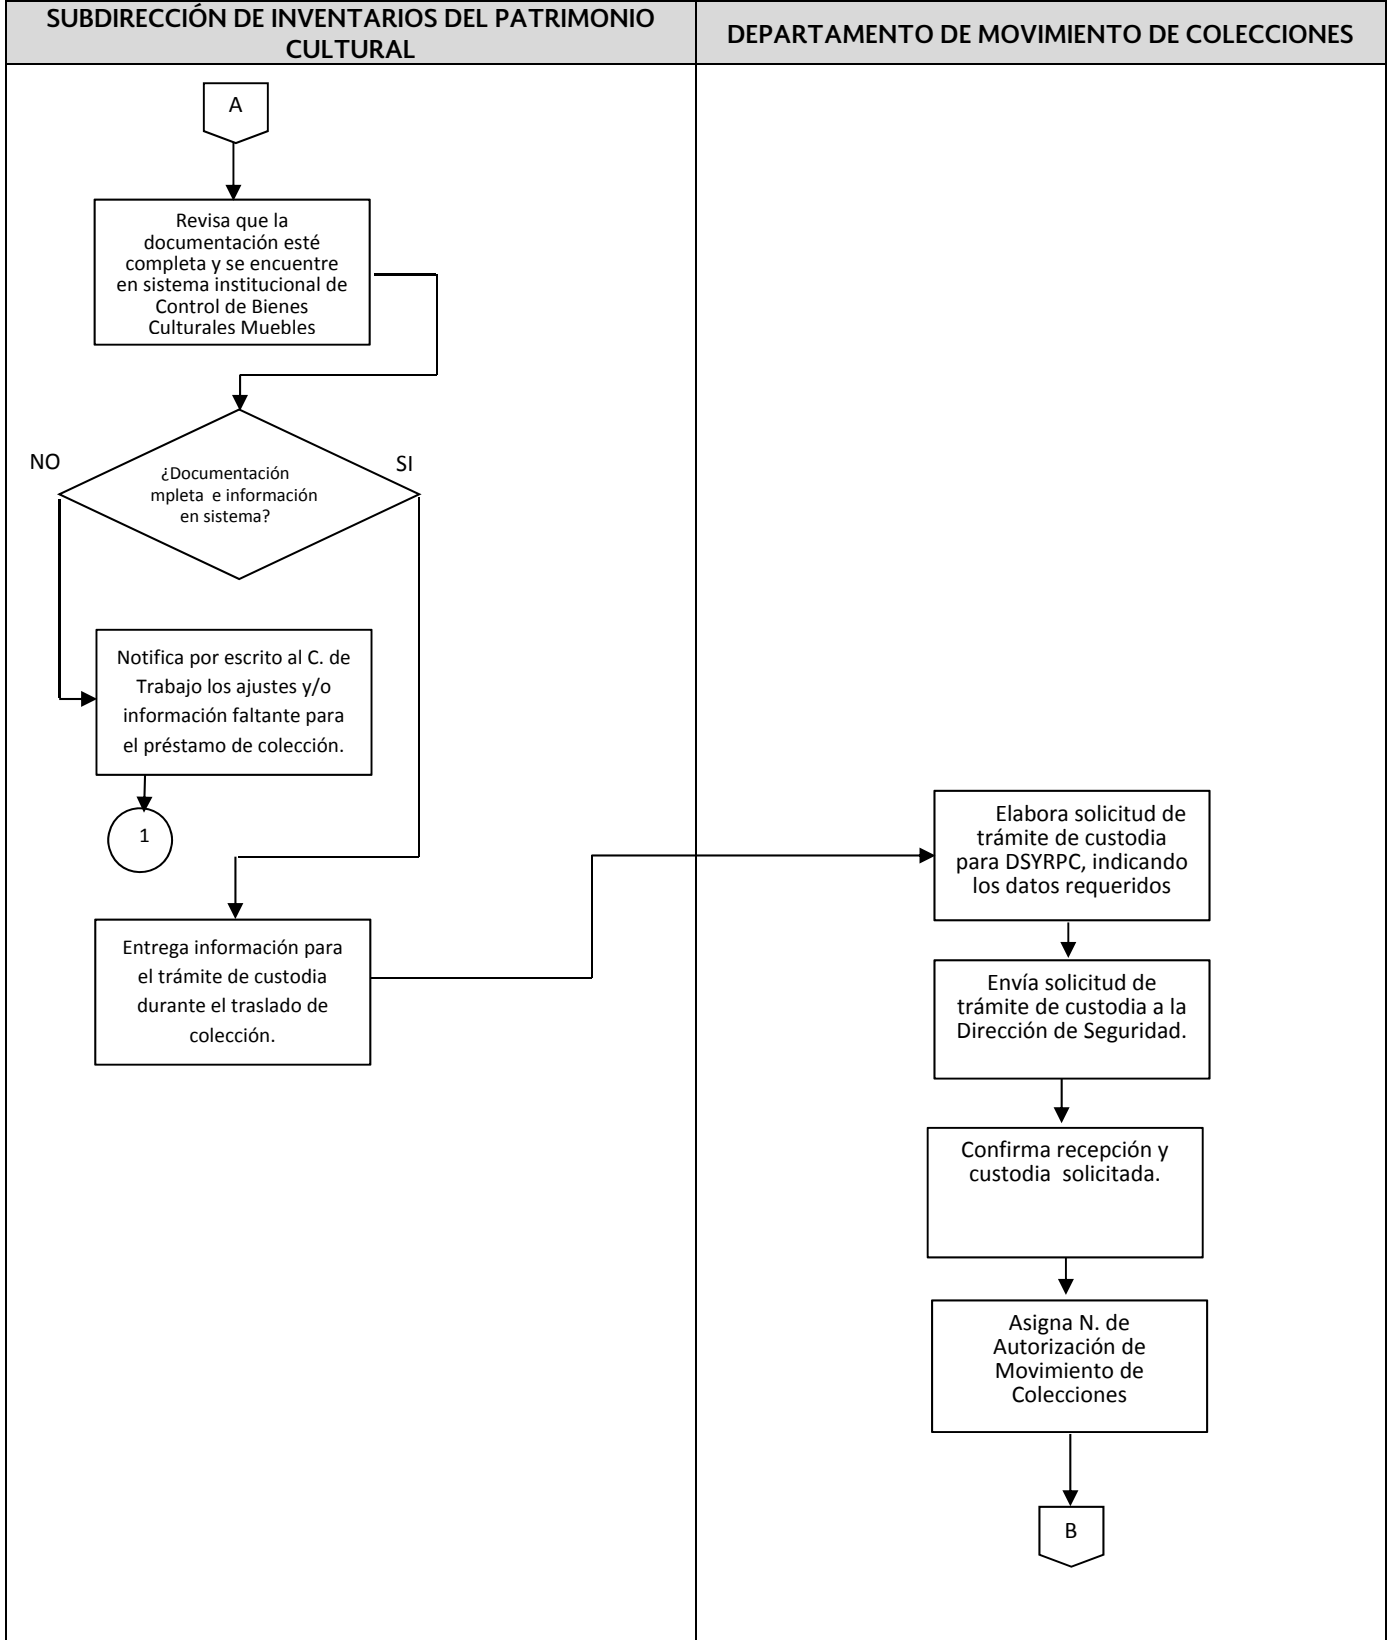 SUBDIRECCIÓN DE INVENTARIOS DEL PATRIMONIO
CULTURAL
DEPARTAMENTO DE MOVIMIENTO DE COLECCIONES
A
Revisa que la
documentación esté
completa y se encuentre
en sistema institucional de
Control de Bienes
Culturales Muebles
NO
SI
¿Documentación
mpleta e información
en sistema?
Notifica por escrito al C. de
Trabajo los ajustes y/o
información faltante para
el préstamo de colección.
1
Entrega información para
el trámite de custodia
durante el traslado de
colección.
Elabora solicitud de
trámite de custodia
para DSYRPC, indicando
los datos requeridos
Envía solicitud de
trámite de custodia a la
Dirección de Seguridad.
Confirma recepción y
custodia solicitada.
Asigna N. de
Autorización de
Movimiento de
Colecciones
B